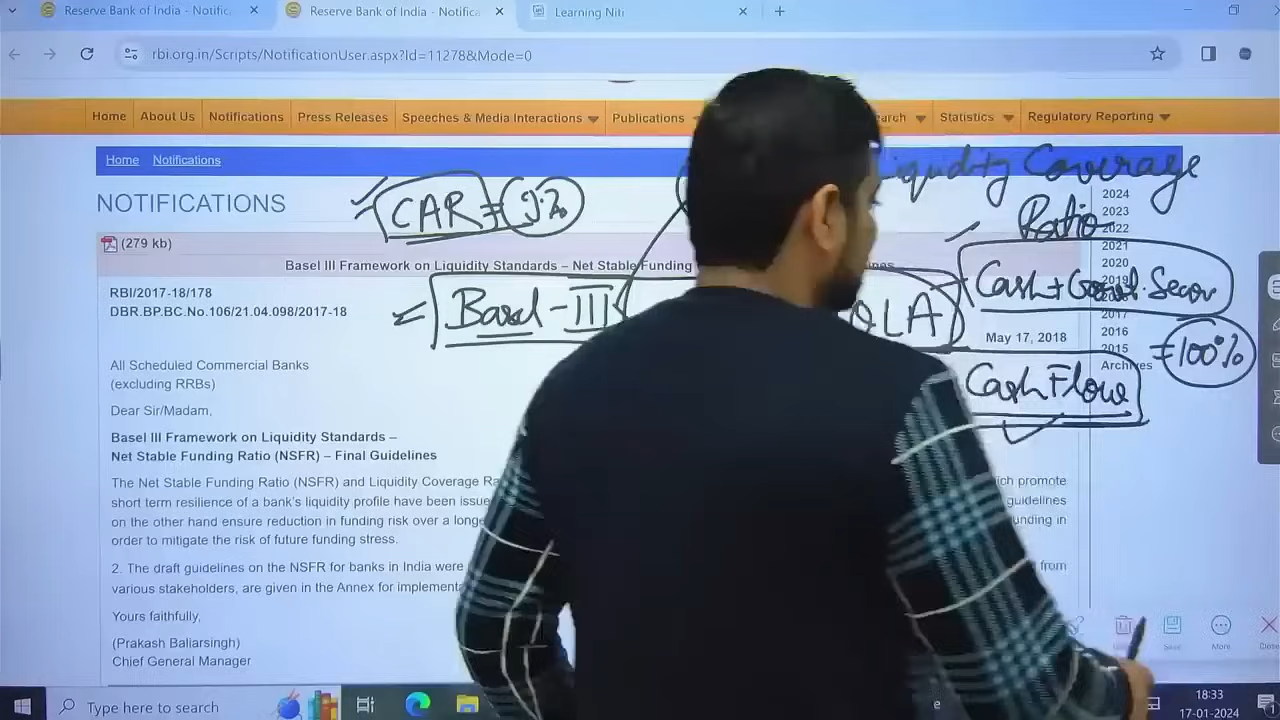 Reserve Bank of India - Notific
Reserve Bank of India - Notifica
Learning Niti
rbi.org.in/Scripts/NotificationUser.aspx?Id=11278&Mode=0
Home About Us Notifications Press Releases Speeches & Media Interactions Publications arch Statistics Regulatory Reporting
Home Notifications
Liquidity Coverage
Ratio
NOTIFICATIONS
CAR = 9%
2024
2023
2022
2021
2020
2019
2017
2016
2015
Archives
(279 kb)
Basel III Framework on Liquidity Standards – Net Stable Funding
RBI/2017-18/178
DBR.BP.BC.No.106/21.04.098/2017-18
Basel - III
QLA
Cash + Govt. Secur
= 100%
Cash Flow
May 17, 2018
All Scheduled Commercial Banks
(excluding RRBs)
Dear Sir/Madam,
Basel III Framework on Liquidity Standards –
Net Stable Funding Ratio (NSFR) – Final Guidelines
The Net Stable Funding Ratio (NSFR) and Liquidity Coverage Ra ich promote
short term resilience of a bank's liquidity profile have been issue guidelines
on the other hand ensure reduction in funding risk over a longe unding in
order to mitigate the risk of future funding stress.
2. The draft guidelines on the NSFR for banks in India were from
various stakeholders, are given in the Annex for implementa
Yours faithfully,
(Prakash Baliarsingh)
Chief General Manager
Save More Close
Type here to search
18:33
17-01-2024